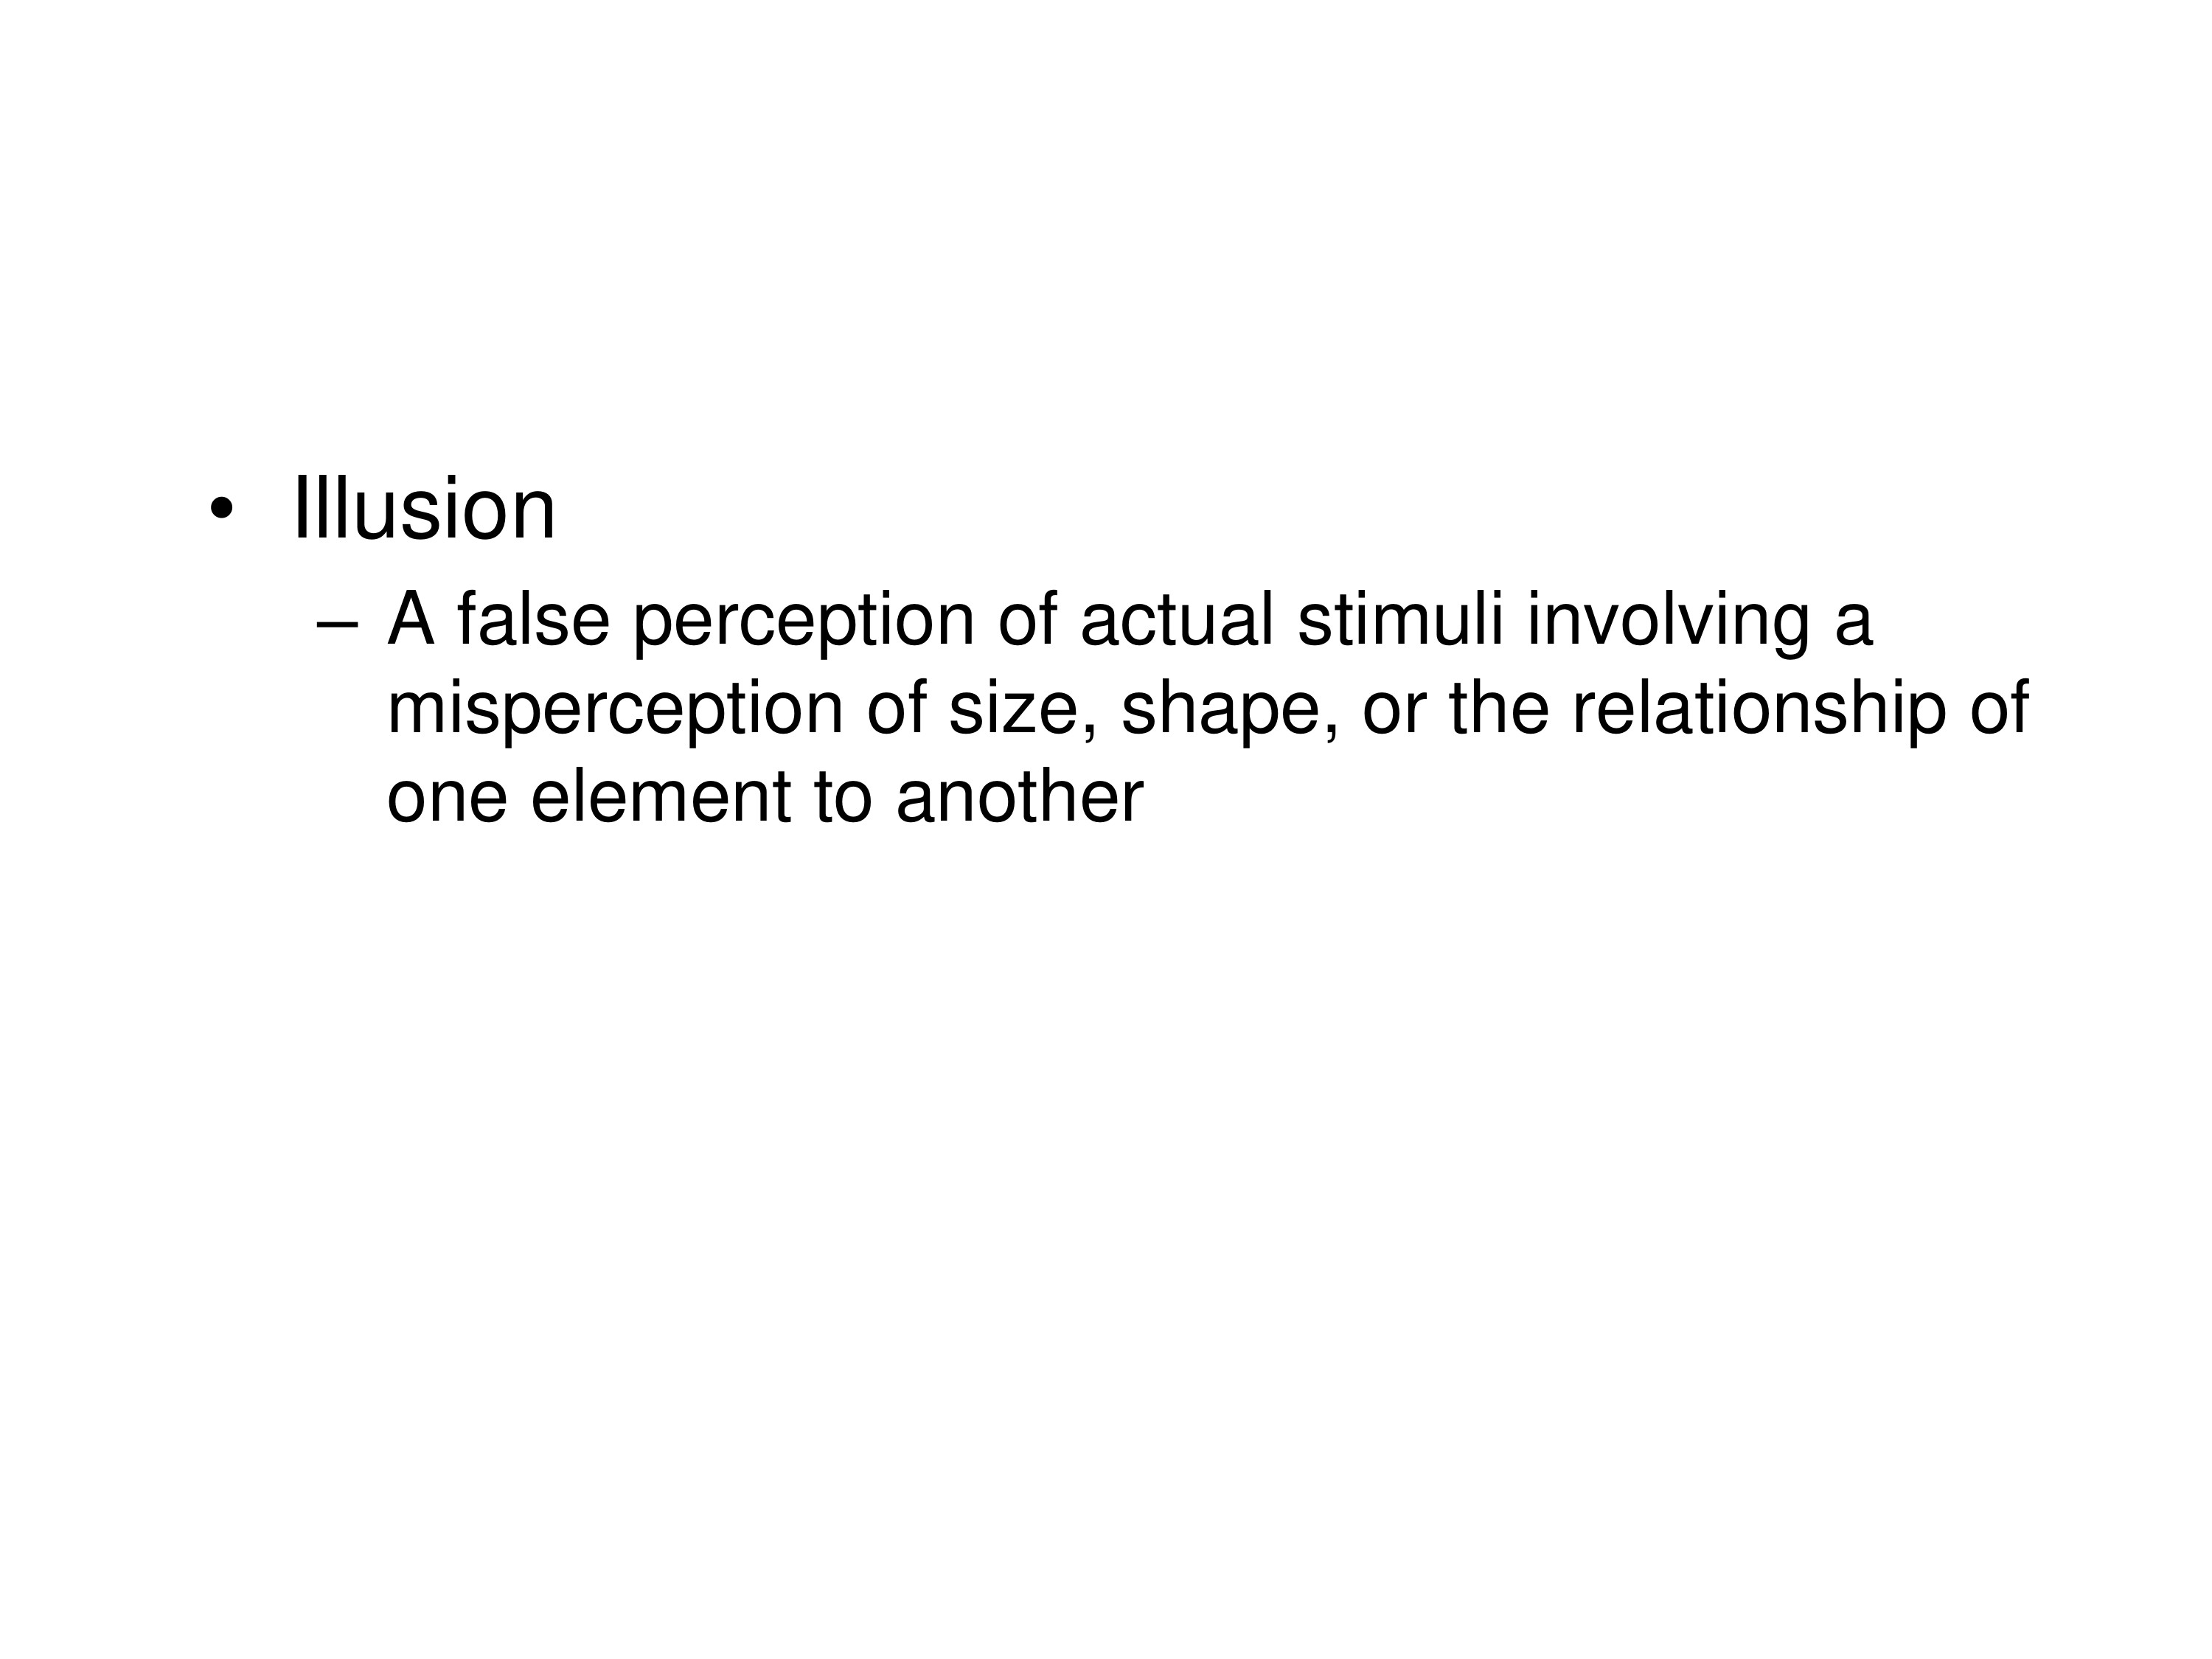 • Illusion
– A false perception of actual stimuli involving a
misperception of size, shape, or the relationship of
one element to another